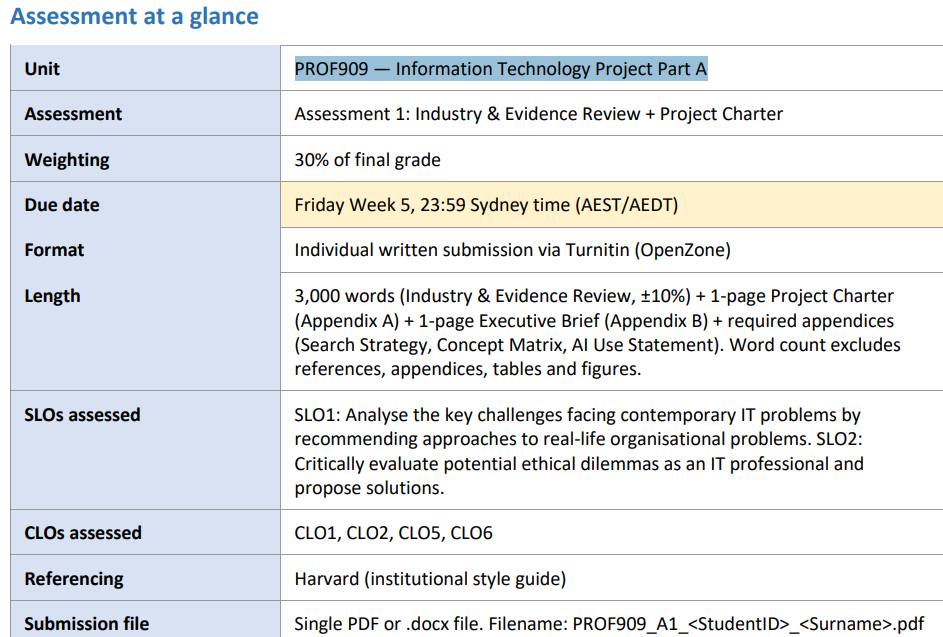 Assessment at a glance
Unit
PROF909 — Information Technology Project Part A
Assessment
Assessment 1: Industry & Evidence Review + Project Charter
Weighting
30% of final grade
Due date
Friday Week 5, 23:59 Sydney time (AEST/AEDT)
Format
Individual written submission via Turnitin (OpenZone)
Length
3,000 words (Industry & Evidence Review, ±10%) + 1-page Project Charter
(Appendix A) + 1-page Executive Brief (Appendix B) + required appendices
(Search Strategy, Concept Matrix, AI Use Statement). Word count excludes
references, appendices, tables and figures.
SLOs assessed
SLO1: Analyse the key challenges facing contemporary IT problems by
recommending approaches to real-life organisational problems. SLO2:
Critically evaluate potential ethical dilemmas as an IT professional and
propose solutions.
CLOs assessed
CLO1, CLO2, CLO5, CLO6
Referencing
Harvard (institutional style guide)
Submission file
Single PDF or .docx file. Filename: PROF909_A1_<StudentID>_<Surname>.pdf